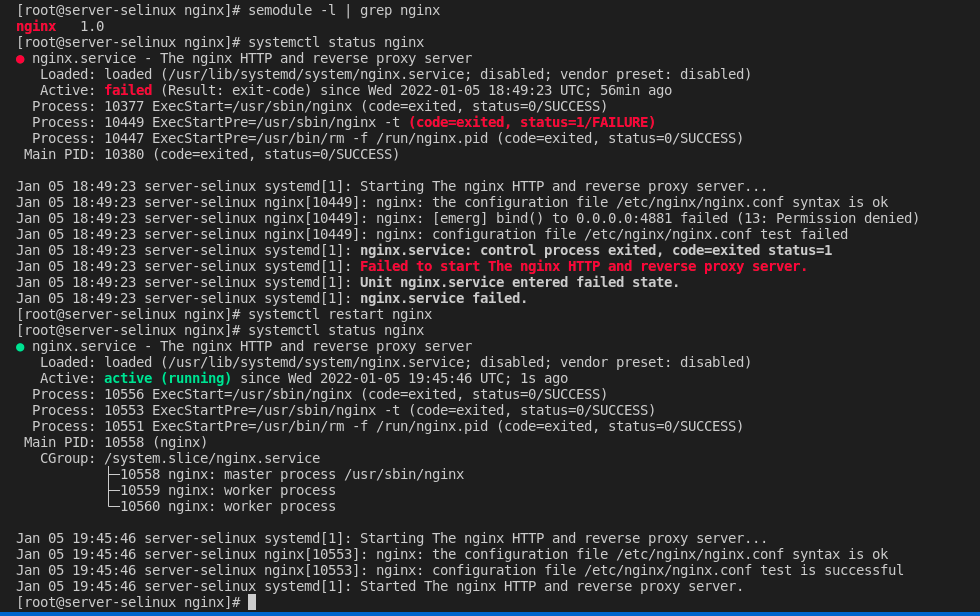 [root@server-selinux nginx]# semodule -l | grep nginx
nginx   1.0
[root@server-selinux nginx]# systemctl status nginx
● nginx.service - The nginx HTTP and reverse proxy server
   Loaded: loaded (/usr/lib/systemd/system/nginx.service; disabled; vendor preset: disabled)
   Active: failed (Result: exit-code) since Wed 2022-01-05 18:49:23 UTC; 56min ago
  Process: 10377 ExecStart=/usr/sbin/nginx (code=exited, status=0/SUCCESS)
  Process: 10449 ExecStartPre=/usr/sbin/nginx -t (code=exited, status=1/FAILURE)
  Process: 10447 ExecStartPre=/usr/bin/rm -f /run/nginx.pid (code=exited, status=0/SUCCESS)
 Main PID: 10380 (code=exited, status=0/SUCCESS)

Jan 05 18:49:23 server-selinux systemd[1]: Starting The nginx HTTP and reverse proxy server...
Jan 05 18:49:23 server-selinux nginx[10449]: nginx: the configuration file /etc/nginx/nginx.conf syntax is ok
Jan 05 18:49:23 server-selinux nginx[10449]: nginx: [emerg] bind() to 0.0.0.0:4881 failed (13: Permission denied)
Jan 05 18:49:23 server-selinux nginx[10449]: nginx: configuration file /etc/nginx/nginx.conf test failed
Jan 05 18:49:23 server-selinux systemd[1]: nginx.service: control process exited, code=exited status=1
Jan 05 18:49:23 server-selinux systemd[1]: Failed to start The nginx HTTP and reverse proxy server.
Jan 05 18:49:23 server-selinux systemd[1]: Unit nginx.service entered failed state.
Jan 05 18:49:23 server-selinux systemd[1]: nginx.service failed.
[root@server-selinux nginx]# systemctl restart nginx
[root@server-selinux nginx]# systemctl status nginx
● nginx.service - The nginx HTTP and reverse proxy server
   Loaded: loaded (/usr/lib/systemd/system/nginx.service; disabled; vendor preset: disabled)
   Active: active (running) since Wed 2022-01-05 19:45:46 UTC; 1s ago
  Process: 10556 ExecStart=/usr/sbin/nginx (code=exited, status=0/SUCCESS)
  Process: 10553 ExecStartPre=/usr/sbin/nginx -t (code=exited, status=0/SUCCESS)
  Process: 10551 ExecStartPre=/usr/bin/rm -f /run/nginx.pid (code=exited, status=0/SUCCESS)
 Main PID: 10558 (nginx)
   CGroup: /system.slice/nginx.service
           ├─10558 nginx: master process /usr/sbin/nginx
           ├─10559 nginx: worker process
           └─10560 nginx: worker process

Jan 05 19:45:46 server-selinux systemd[1]: Starting The nginx HTTP and reverse proxy server...
Jan 05 19:45:46 server-selinux nginx[10553]: nginx: the configuration file /etc/nginx/nginx.conf syntax is ok
Jan 05 19:45:46 server-selinux nginx[10553]: nginx: configuration file /etc/nginx/nginx.conf test is successful
Jan 05 19:45:46 server-selinux systemd[1]: Started The nginx HTTP and reverse proxy server.
[root@server-selinux nginx]#